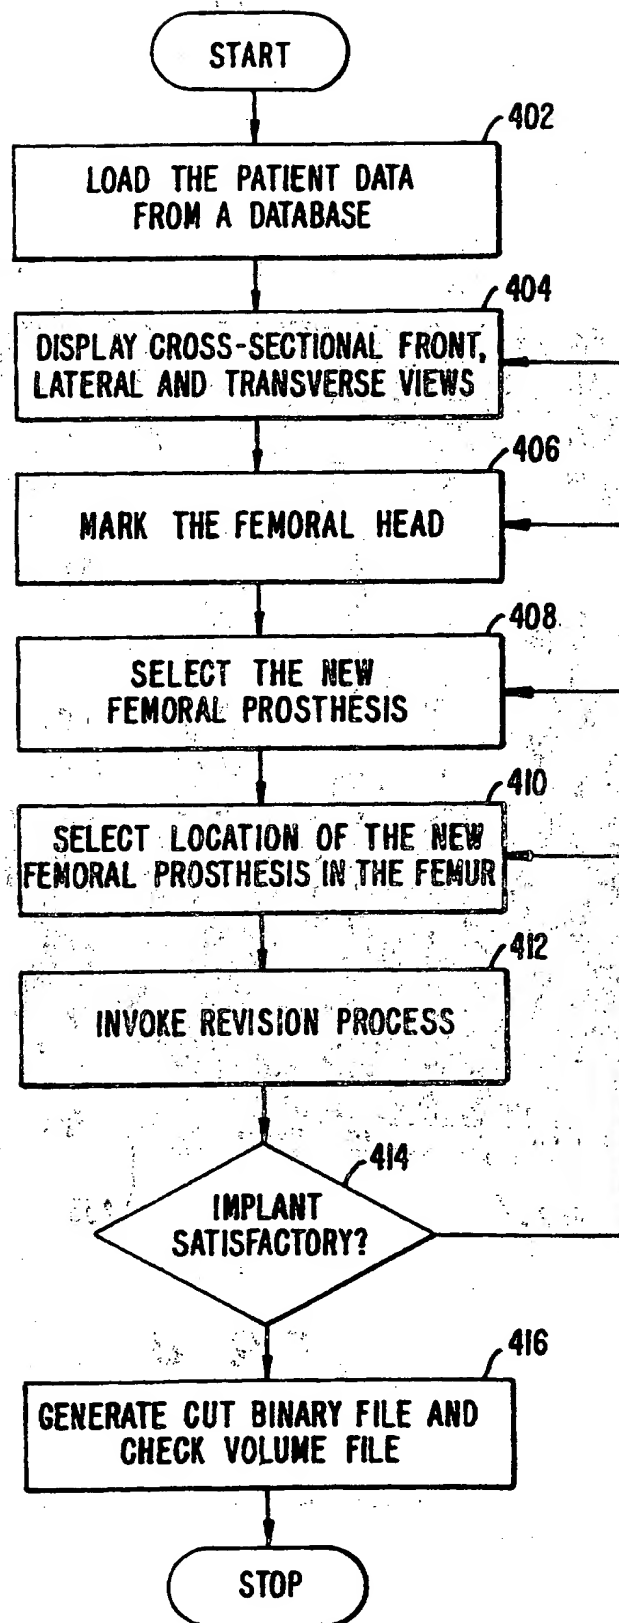 START
402
LOAD THE PATIENT DATA
FROM A DATABASE
404
DISPLAY CROSS-SECTIONAL FRONT,
LATERAL AND TRANSVERSE VIEWS
406
MARK THE FEMORAL HEAD
408
SELECT THE NEW
FEMORAL PROSTHESIS
410
SELECT LOCATION OF THE NEW
FEMORAL PROSTHESIS IN THE FEMUR
412
INVOKE REVISION PROCESS
414
IMPLANT
SATISFACTORY?
416
GENERATE CUT BINARY FILE AND
CHECK VOLUME FILE
STOP